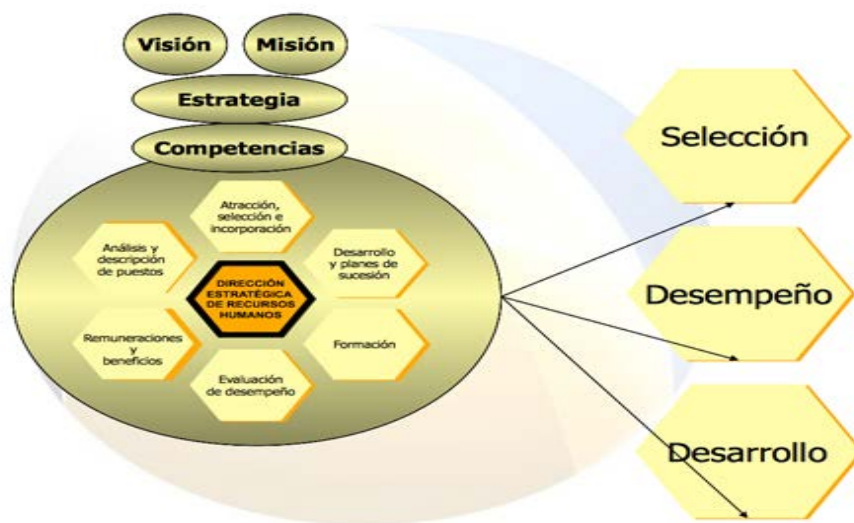 Visión
Misión
Estrategia
Competencias
Atracción,
selección e
incorporación
Análisis y
descripción
de puestos
Desarrollo
y planes de
sucesión
DIRECCIÓN
ESTRATÉGICA
DE RECURSOS
HUMANOS
Remuneraciones
y
beneficios
Formación
Evaluación
de desempeño
Selección
Desempeño
Desarrollo